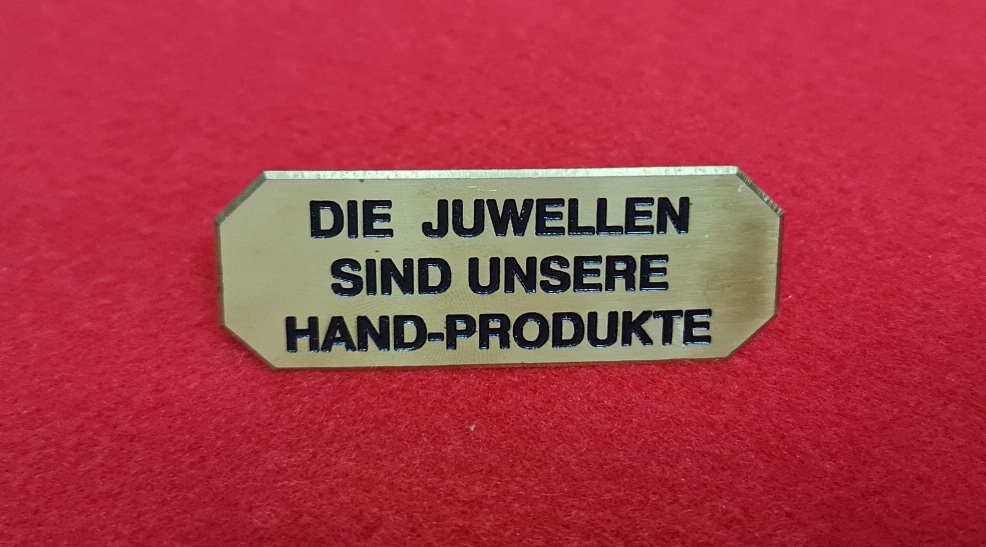 DIE JUWELLEN
SIND UNSERE
HAND-PRODUKTE